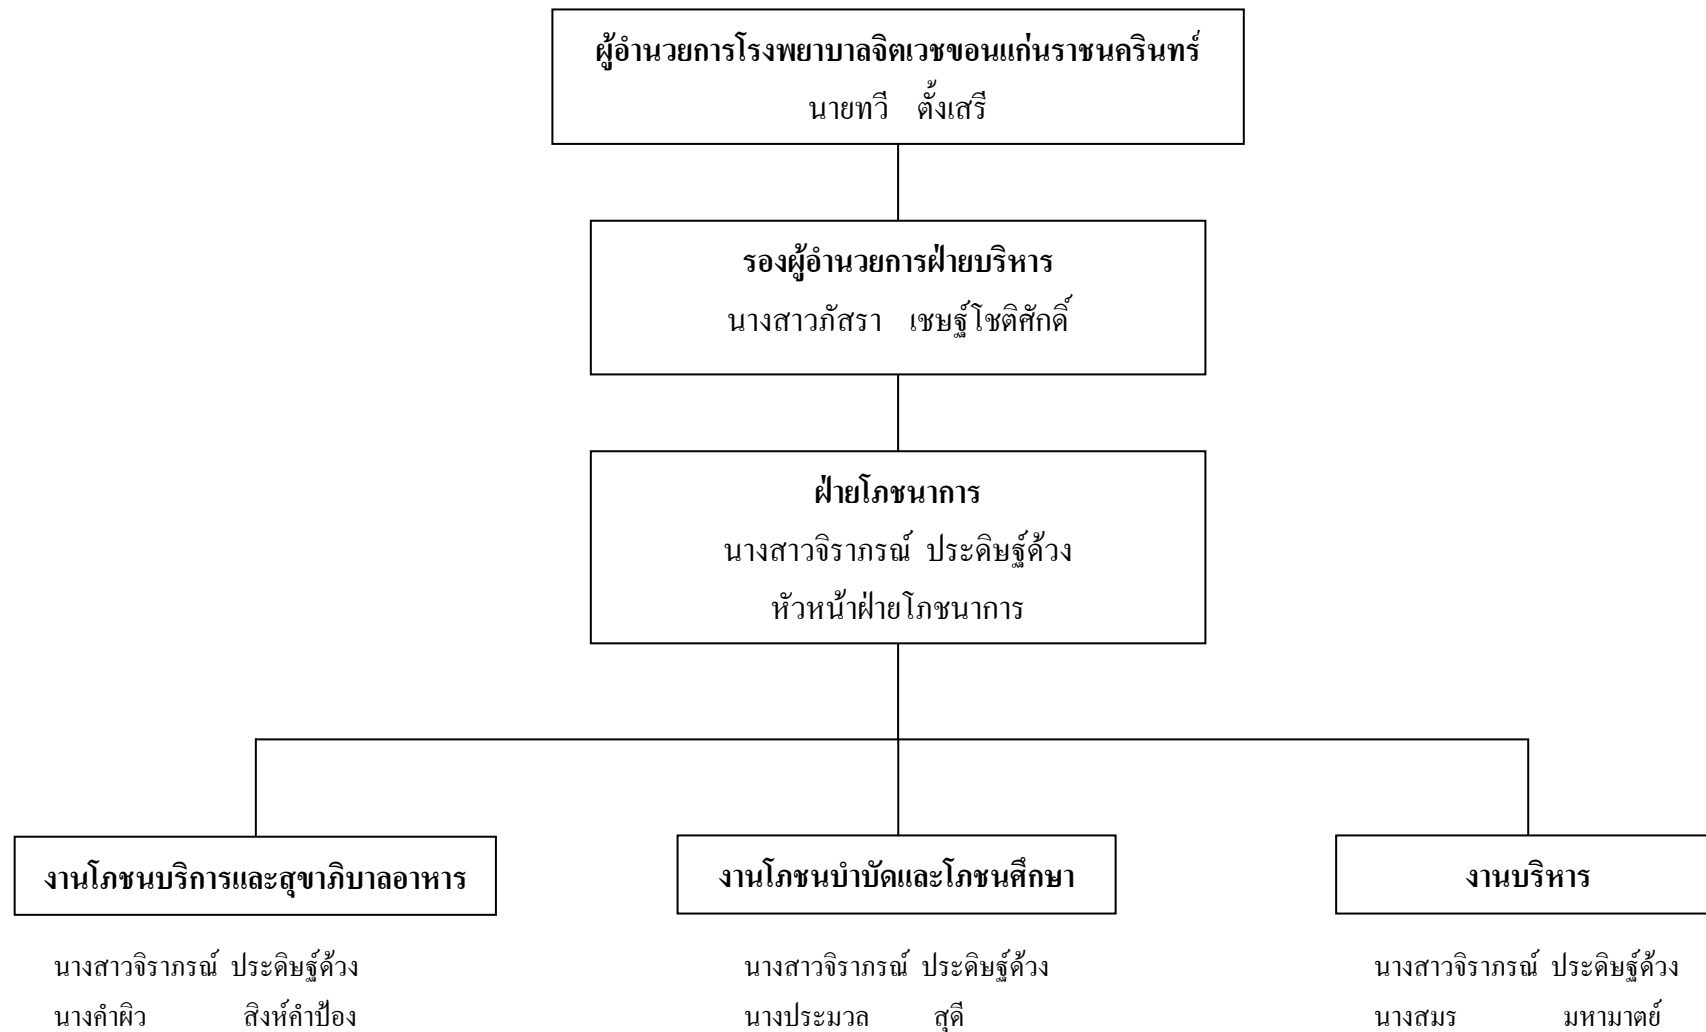 ผู้อำนวยการโรงพยาบาลจิตเวชขอนแก่นราชนครินทร์
นายทวี ตั้งเสรี
รองผู้อำนวยการฝ่ายบริหาร
นางสาวภัสรา เชษฐ์โชติศักดิ์
ฝ่ายโภชนาการ
นางสาวจิราภรณ์ ประดิษฐ์ด้วง
หัวหน้าฝ่ายโภชนาการ
งานโภชนบริการและสุขาภิบาลอาหาร
นางสาวจิราภรณ์ ประดิษฐ์ด้วง
นางคำผิว สิงห์คำป้อง
งานโภชนบำบัดและโภชนศึกษา
นางสาวจิราภรณ์ ประดิษฐ์ด้วง
นางประมวล สุดี
งานบริหาร
นางสาวจิราภรณ์ ประดิษฐ์ด้วง
นางสมร มหามาตย์